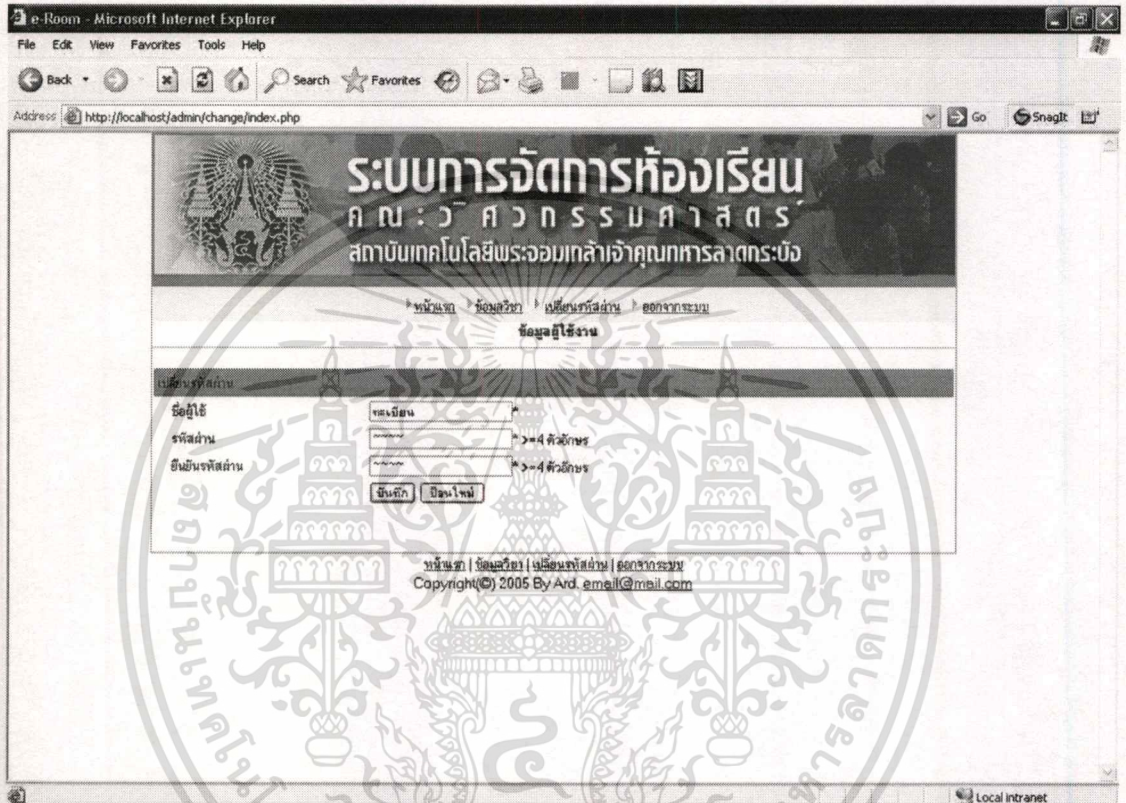 e-Room - Microsoft Internet Explorer
File Edit View Favorites Tools Help
Back Search Favorites
Address http://localhost/admin/change/index.php Go SnagIt
ระบบการจัดการห้องเรียน
คณะวิศวกรรมศาสตร์
สถาบันเทคโนโลยีพระจอมเกล้าเจ้าคุณทหารลาดกระบัง
หน้าแรก ข้อมูลวิชา เปลี่ยนรหัสผ่าน ออกจากระบบ
ข้อมูลผู้ใช้งาน
เปลี่ยนรหัสผ่าน
ชื่อผู้ใช้ ทะเบียน *
รหัสผ่าน ~~~~ * >=4 ตัวอักษร
ยืนยันรหัสผ่าน ~~~~ * >=4 ตัวอักษร
บันทึก ป้อนใหม่
หน้าแรก | ข้อมูลวิชา | เปลี่ยนรหัสผ่าน | ออกจากระบบ
Copyright(©) 2005 By Ard. email@mail.com
Local intranet